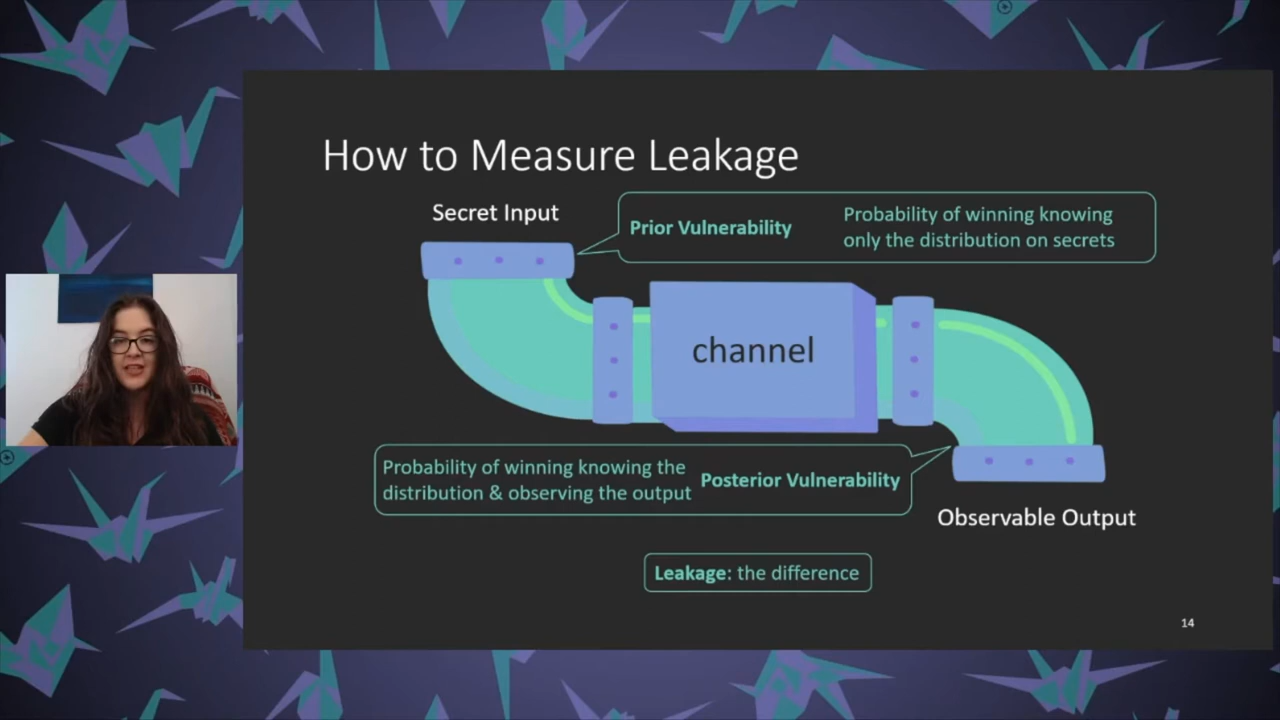 How to Measure Leakage
Secret Input
Prior Vulnerability
Probability of winning knowing
only the distribution on secrets
channel
Probability of winning knowing the
distribution & observing the output
Posterior Vulnerability
Observable Output
Leakage: the difference
14